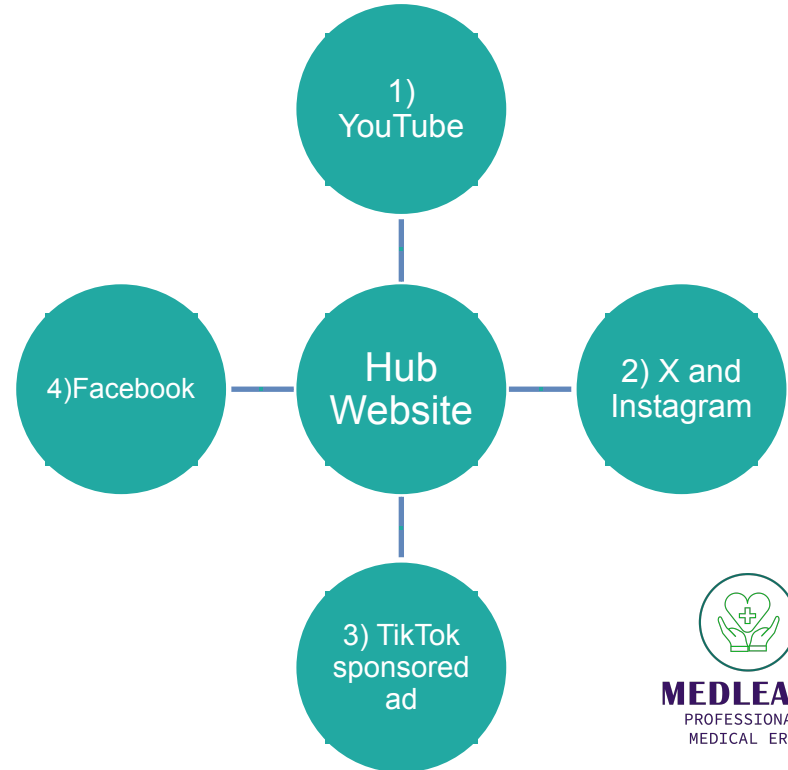 1)
YouTube
4)Facebook
Hub
Website
2) X and
Instagram
3) TikTok
sponsored
ad
MEDLEA
PROFESSIONA
MEDICAL ER